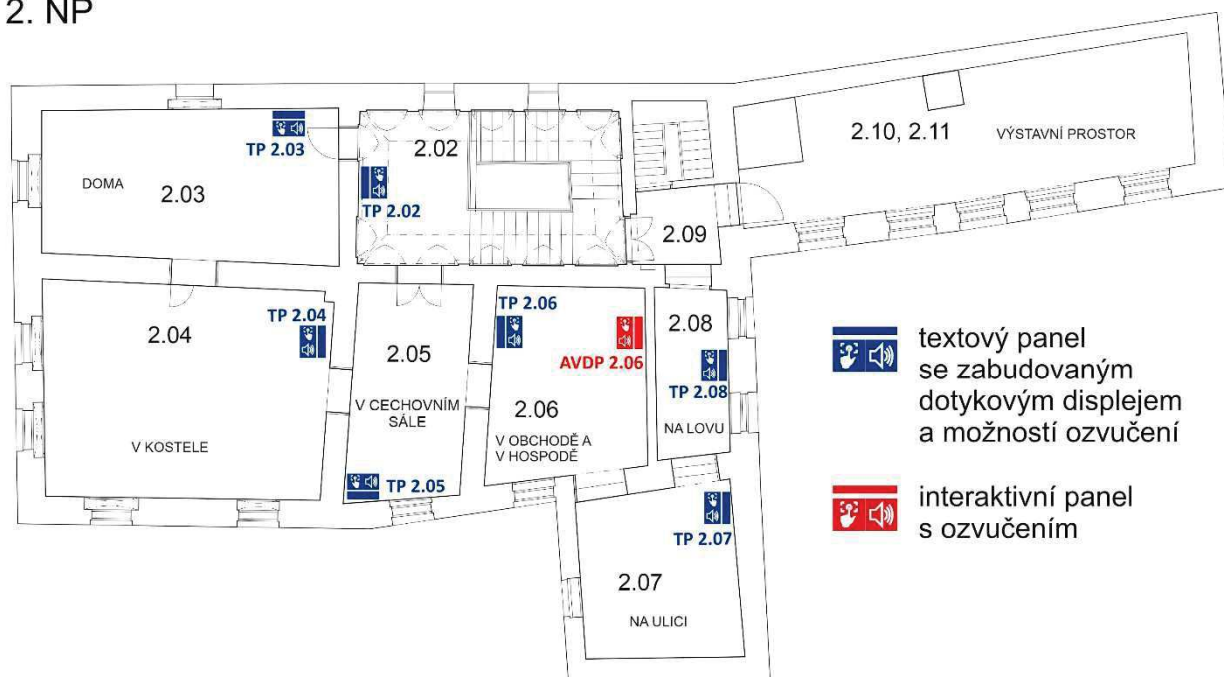 2. NP
2.10, 2.11
VÝSTAVNÍ PROSTOR
TP 2.03
2.02
DOMA
2.03
TP 2.02
2.09
2.04
TP 2.04
2.05
V KOSTELE
V CECHOVNÍM
SÁLE
TP 2.05
TP 2.06
AVDP 2.06
2.06
V OBCHODĚ A
V HOSPODĚ
2.08
TP 2.08
NA LOVU
TP 2.07
2.07
NA ULICI
textový panel
se zabudovaným
dotykovým displejem
a možností ozvučení
interaktivní panel
s ozvučením